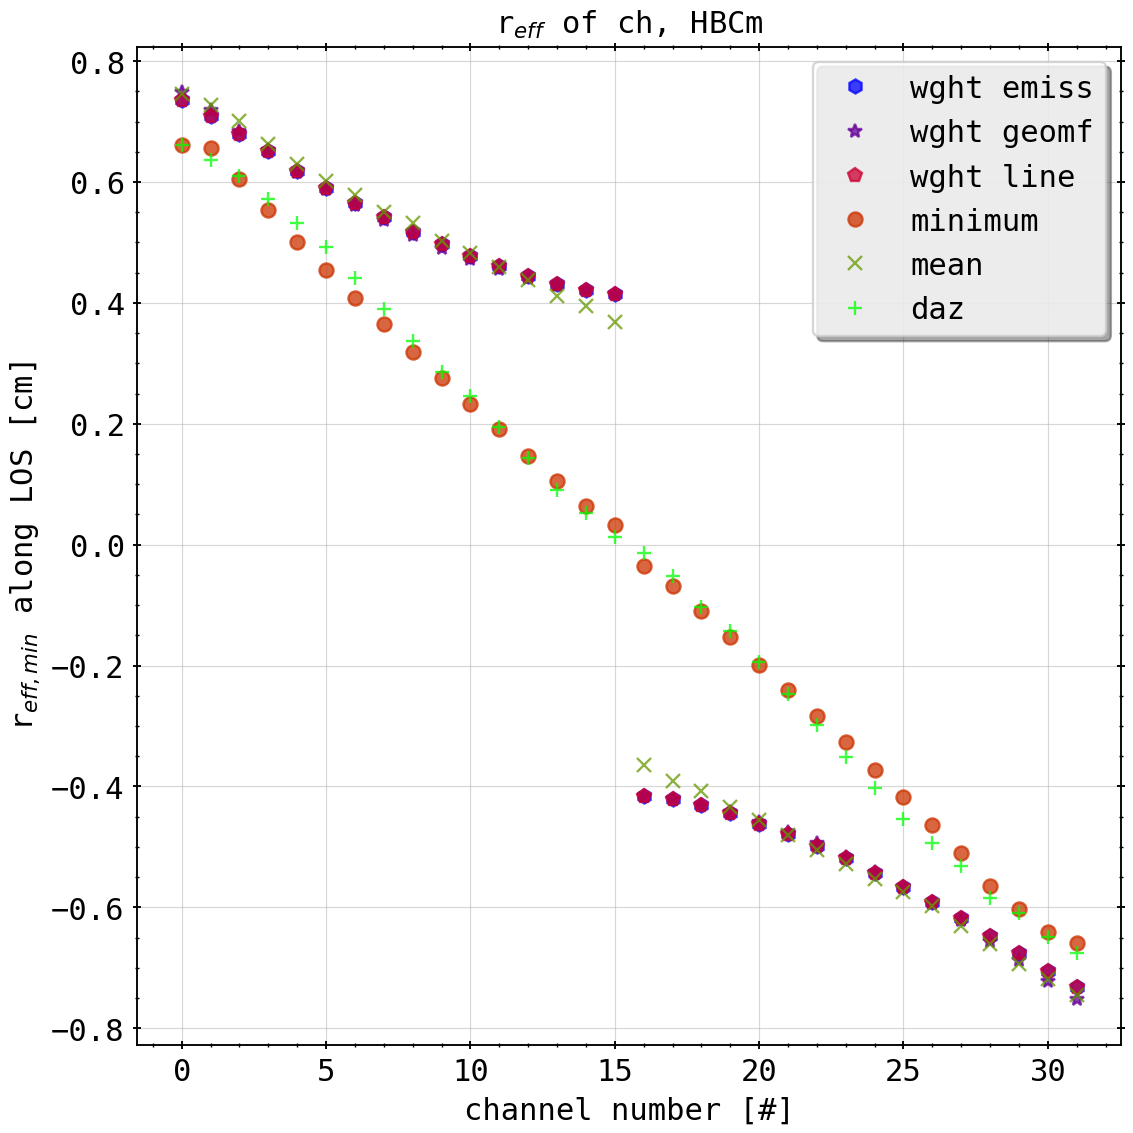 r_eff of ch, HBCm
wght emiss
wght geomf
wght line
minimum
mean
daz
r_eff,min along LOS [cm]
0.8
0.6
0.4
0.2
0.0
−0.2
−0.4
−0.6
−0.8
0 5 10 15 20 25 30
channel number [#]